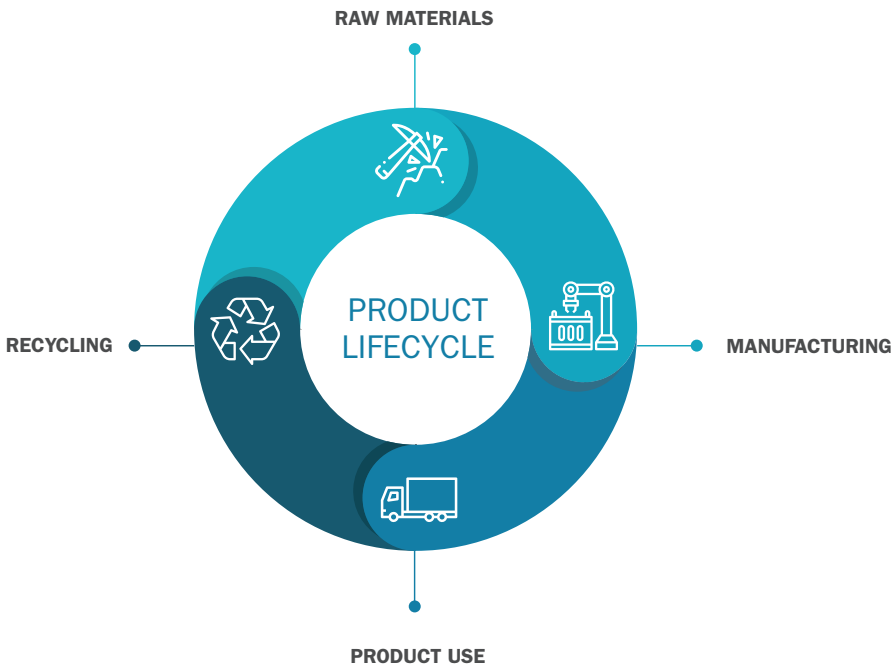 RAW MATERIALS
PRODUCT
LIFECYCLE
RECYCLING
MANUFACTURING
PRODUCT USE